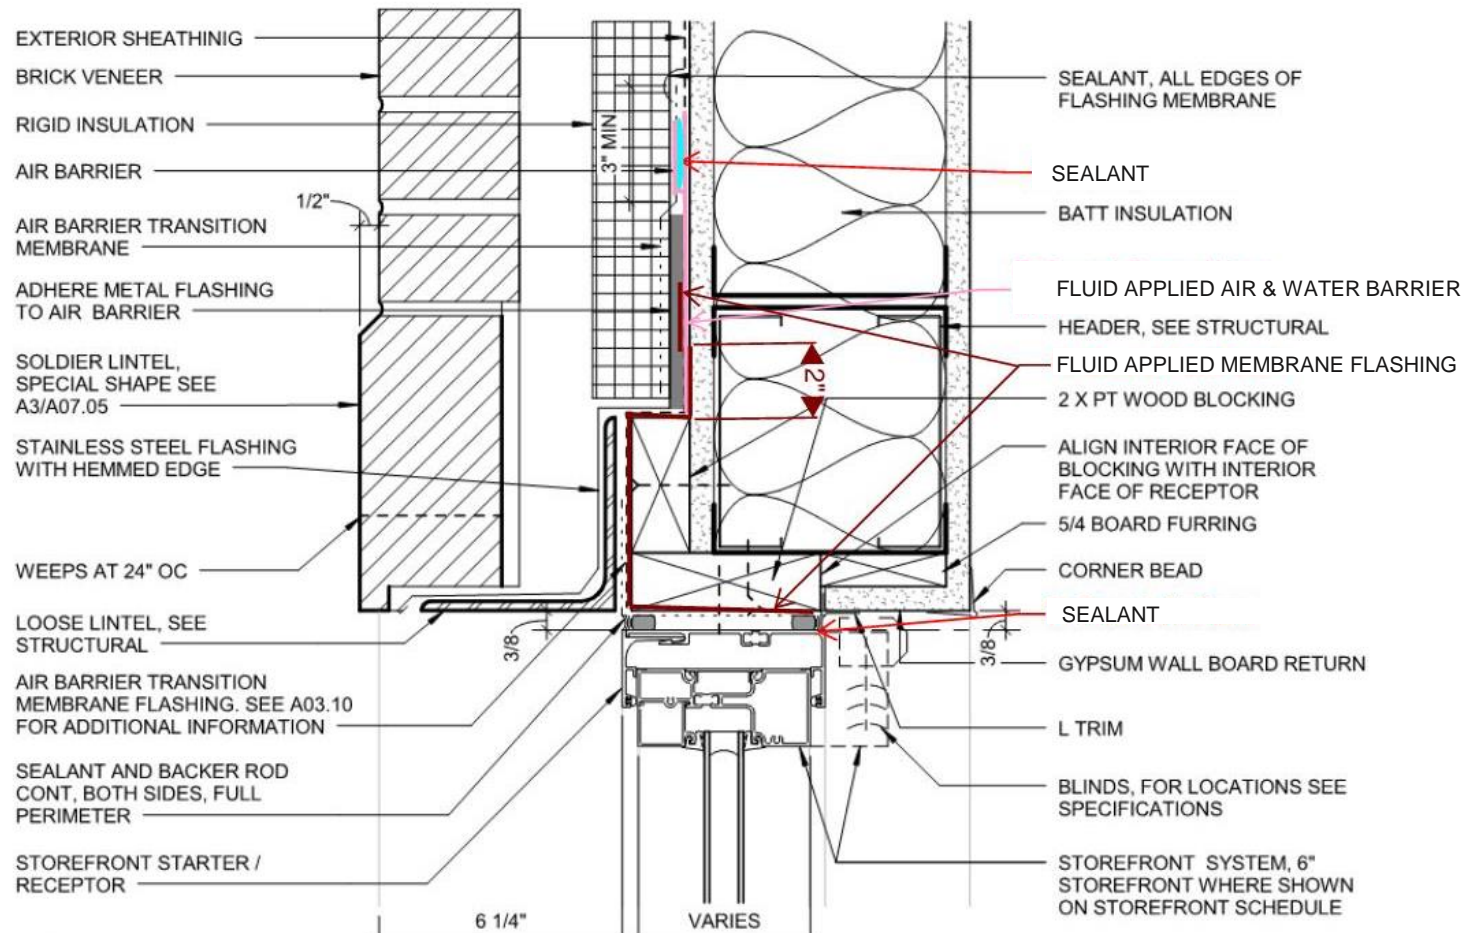 EXTERIOR SHEATHINIG
BRICK VENEER
RIGID INSULATION
AIR BARRIER
1/2"
AIR BARRIER TRANSITION
MEMBRANE
ADHERE METAL FLASHING
TO AIR BARRIER
SOLDIER LINTEL,
SPECIAL SHAPE SEE
A3/A07.05
STAINLESS STEEL FLASHING
WITH HEMMED EDGE
WEEPS AT 24" OC
LOOSE LINTEL, SEE
STRUCTURAL
AIR BARRIER TRANSITION
MEMBRANE FLASHING. SEE A03.10
FOR ADDITIONAL INFORMATION
SEALANT AND BACKER ROD
CONT, BOTH SIDES, FULL
PERIMETER
STOREFRONT STARTER /
RECEPTOR
3" MIN
2"
3/8
3/8
6 1/4"
VARIES
SEALANT, ALL EDGES OF
FLASHING MEMBRANE
SEALANT
BATT INSULATION
FLUID APPLIED AIR & WATER BARRIER
HEADER, SEE STRUCTURAL
FLUID APPLIED MEMBRANE FLASHING
2 X PT WOOD BLOCKING
ALIGN INTERIOR FACE OF
BLOCKING WITH INTERIOR
FACE OF RECEPTOR
5/4 BOARD FURRING
CORNER BEAD
SEALANT
GYPSUM WALL BOARD RETURN
L TRIM
BLINDS, FOR LOCATIONS SEE
SPECIFICATIONS
STOREFRONT SYSTEM, 6"
STOREFRONT WHERE SHOWN
ON STOREFRONT SCHEDULE